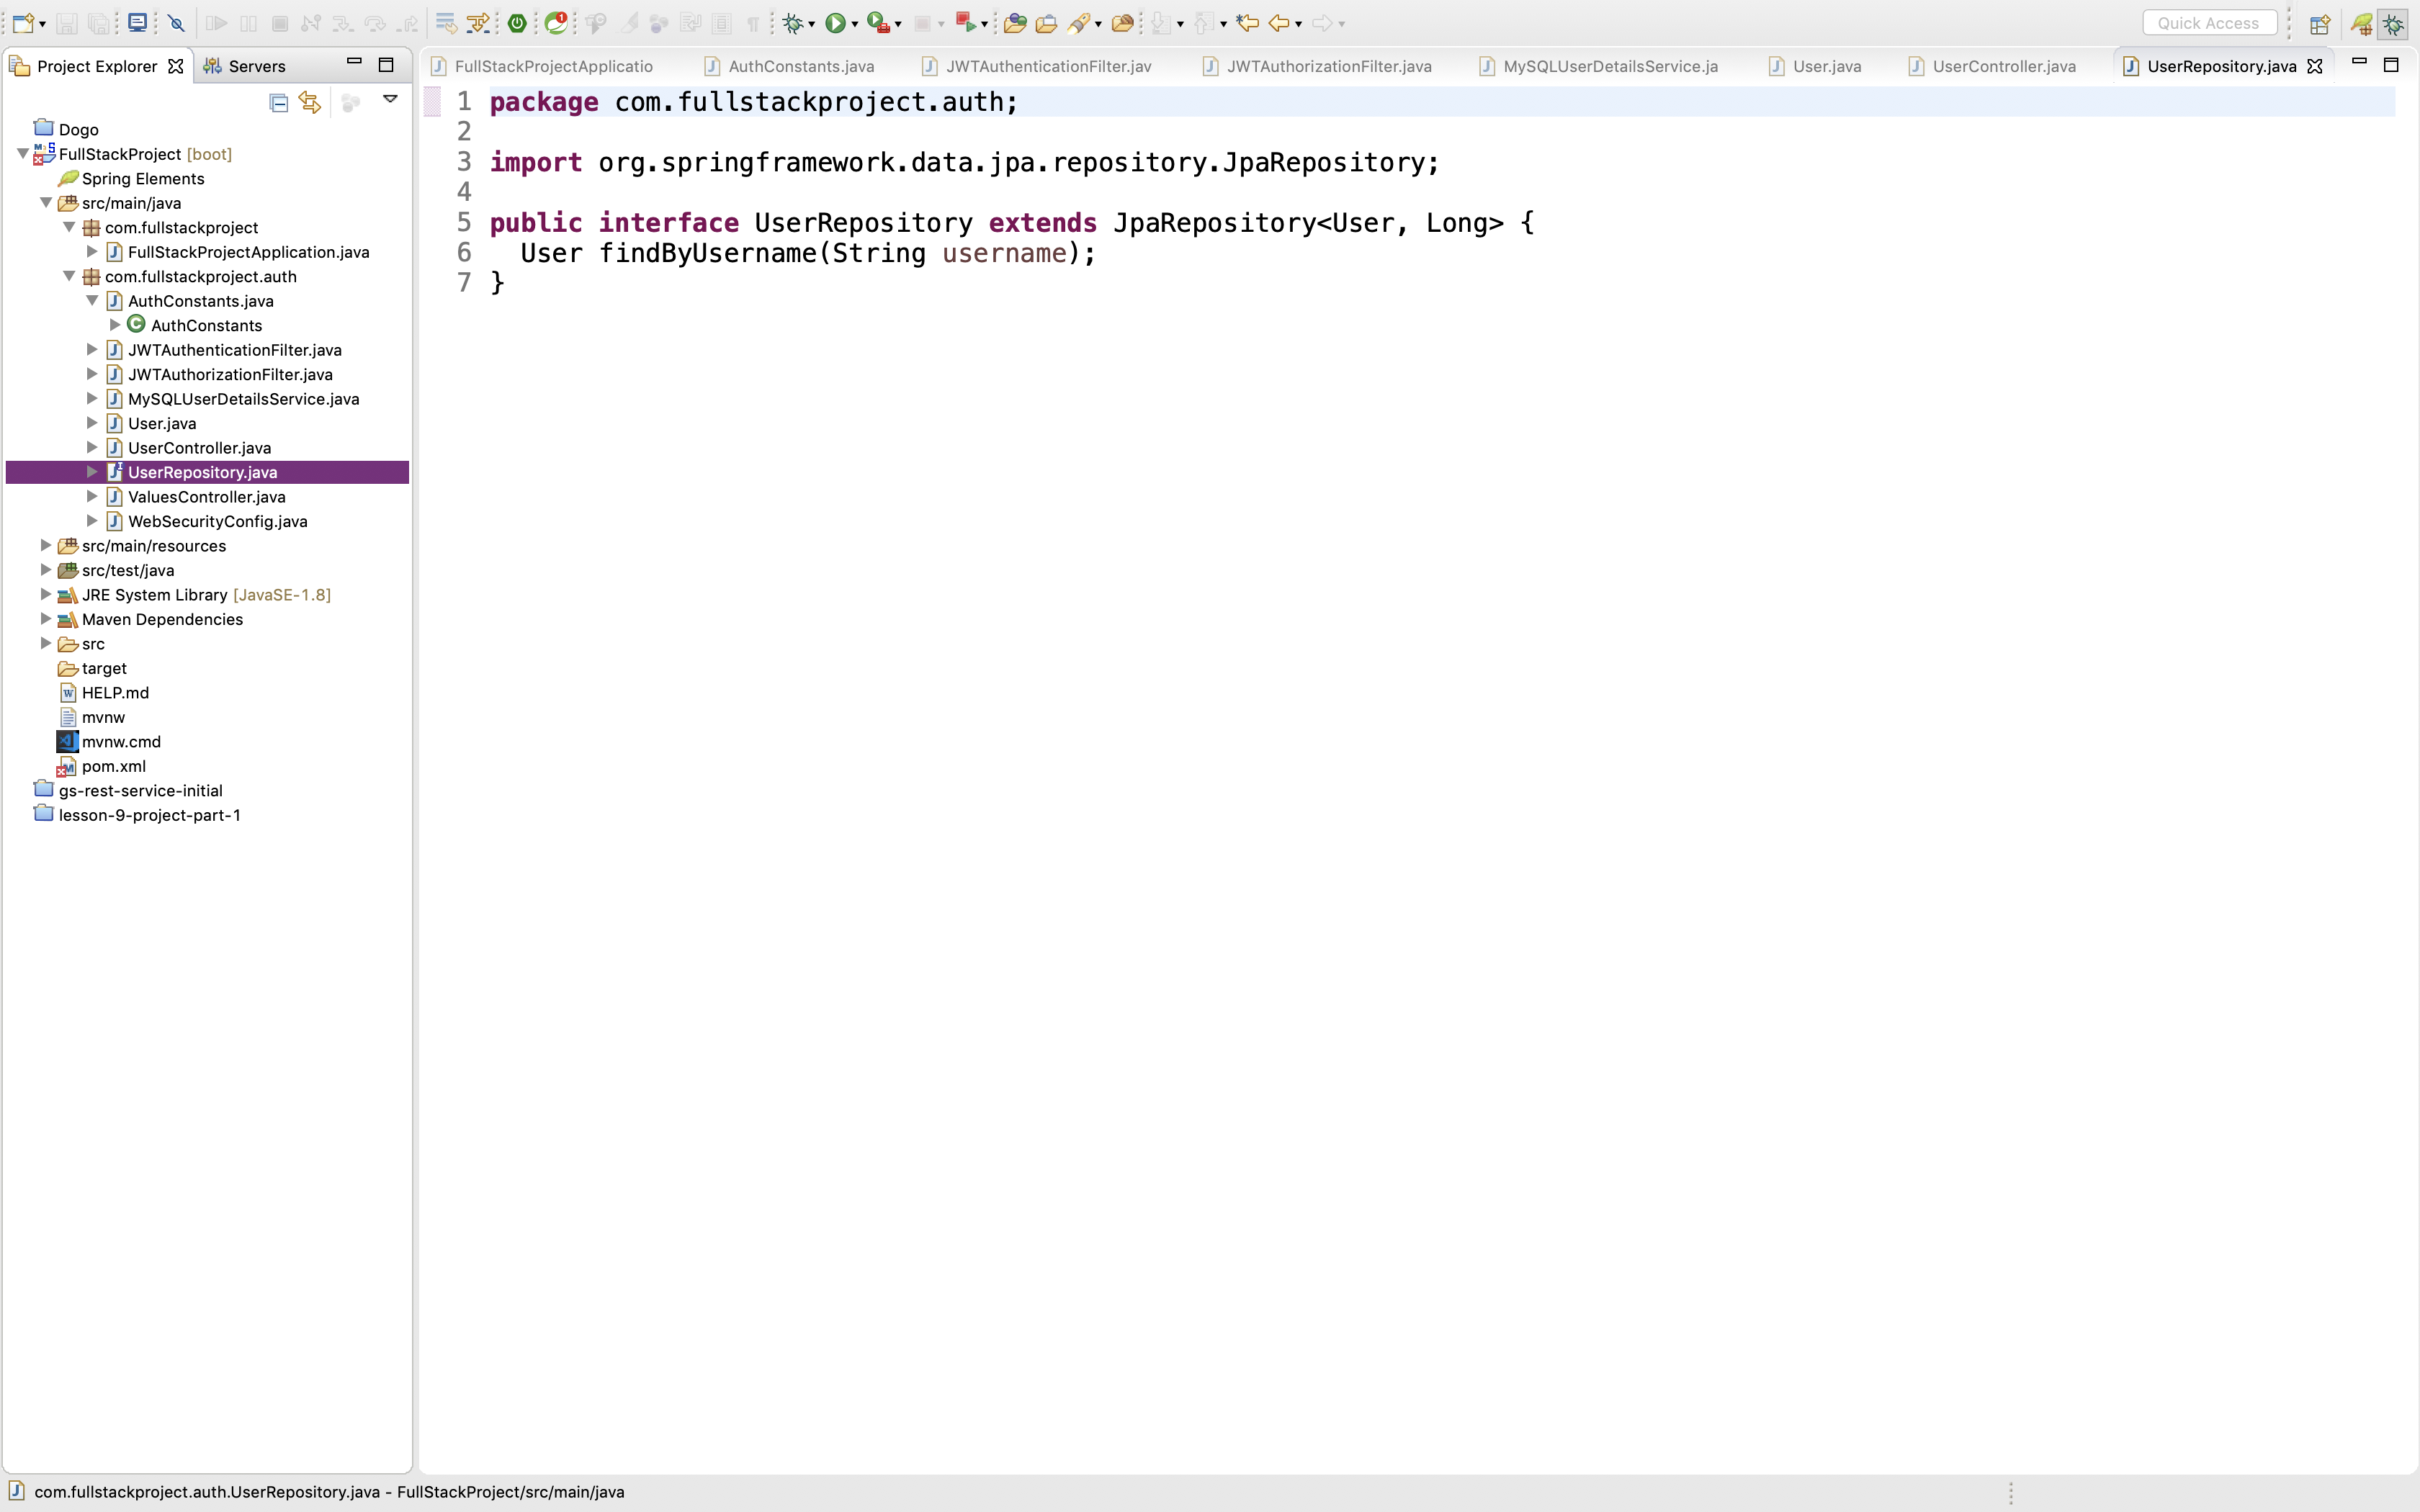 Quick Access
Project Explorer
Servers
FullStackProjectApplicatio
AuthConstants.java
JWTAuthenticationFilter.jav
JWTAuthorizationFilter.java
MySQLUserDetailsService.ja
User.java
UserController.java
UserRepository.java
Dogo
FullStackProject [boot]
Spring Elements
src/main/java
com.fullstackproject
FullStackProjectApplication.java
com.fullstackproject.auth
AuthConstants.java
AuthConstants
JWTAuthenticationFilter.java
JWTAuthorizationFilter.java
MySQLUserDetailsService.java
User.java
UserController.java
UserRepository.java
ValuesController.java
WebSecurityConfig.java
src/main/resources
src/test/java
JRE System Library [JavaSE-1.8]
Maven Dependencies
src
target
HELP.md
mvnw
mvnw.cmd
pom.xml
gs-rest-service-initial
lesson-9-project-part-1
1 package com.fullstackproject.auth;
2
3 import org.springframework.data.jpa.repository.JpaRepository;
4
5 public interface UserRepository extends JpaRepository<User, Long> {
6 User findByUsername(String username);
7 }
com.fullstackproject.auth.UserRepository.java - FullStackProject/src/main/java